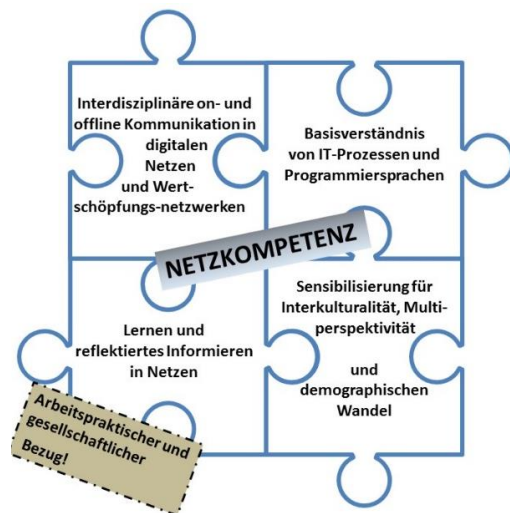 Interdisziplinäre on- und
offline Kommunikation in
digitalen
Netzen
und Wert-
schöpfungs-netzwerken
Basisverständnis
von IT-Prozessen und
Programmiersprachen
NETZKOMPETENZ
Lernen und
reflektiertes Informieren
in Netzen
Sensibilisierung für
Interkulturalität, Multi-
perspektivität
und
demographischen
Wandel
Arbeitspraktischer und
gesellschaftlicher
Bezug!